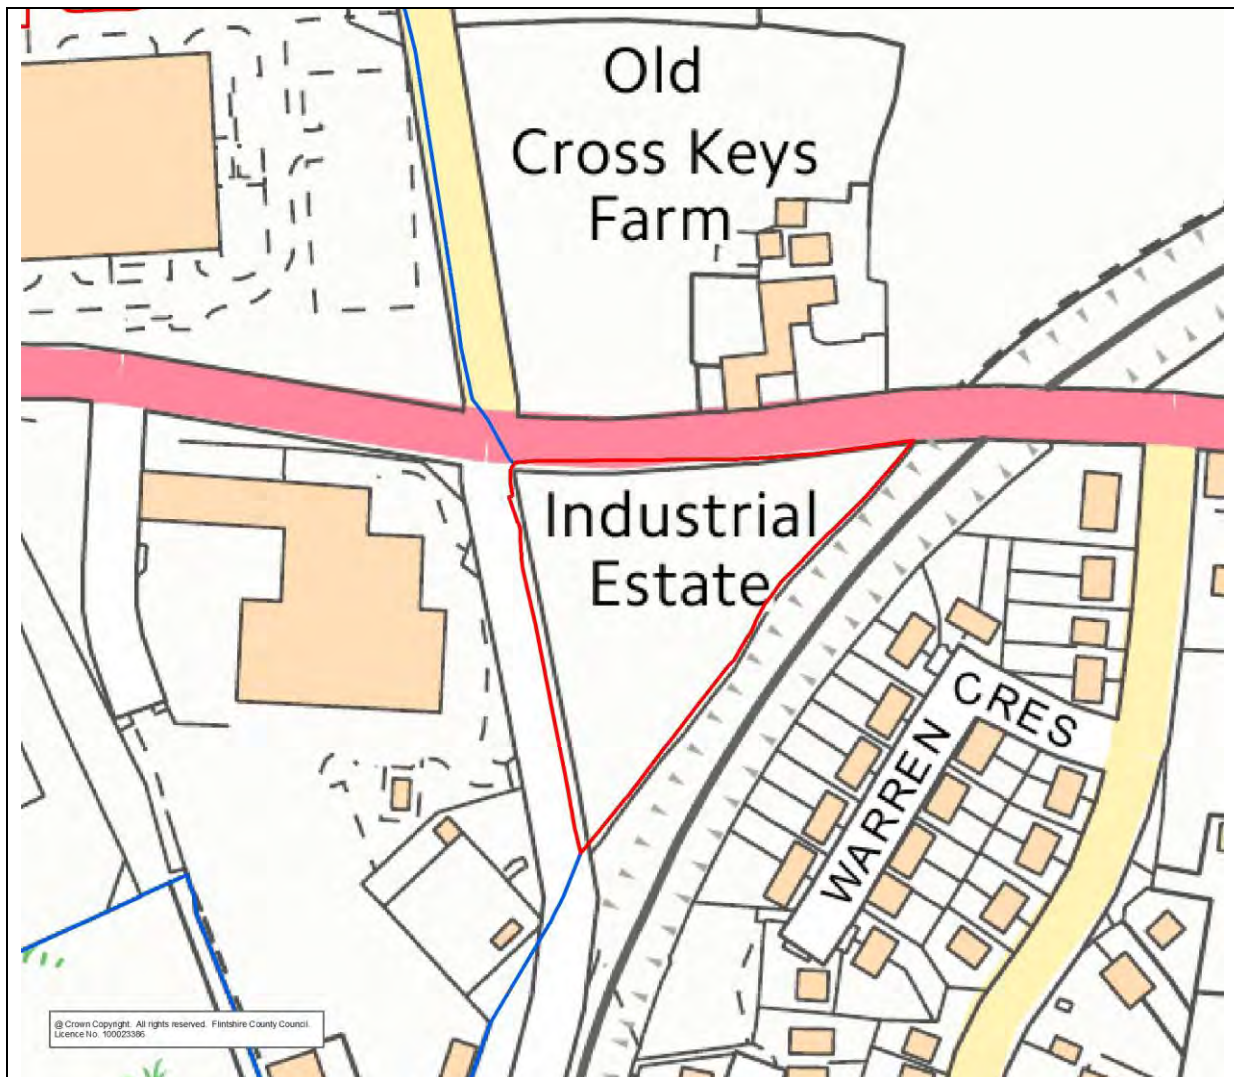 Old
Cross Keys
Farm
Industrial
Estate
WARREN CRES
@ Crown Copyright. All rights reserved. Flintshire County Council.
Licence No. 100023386